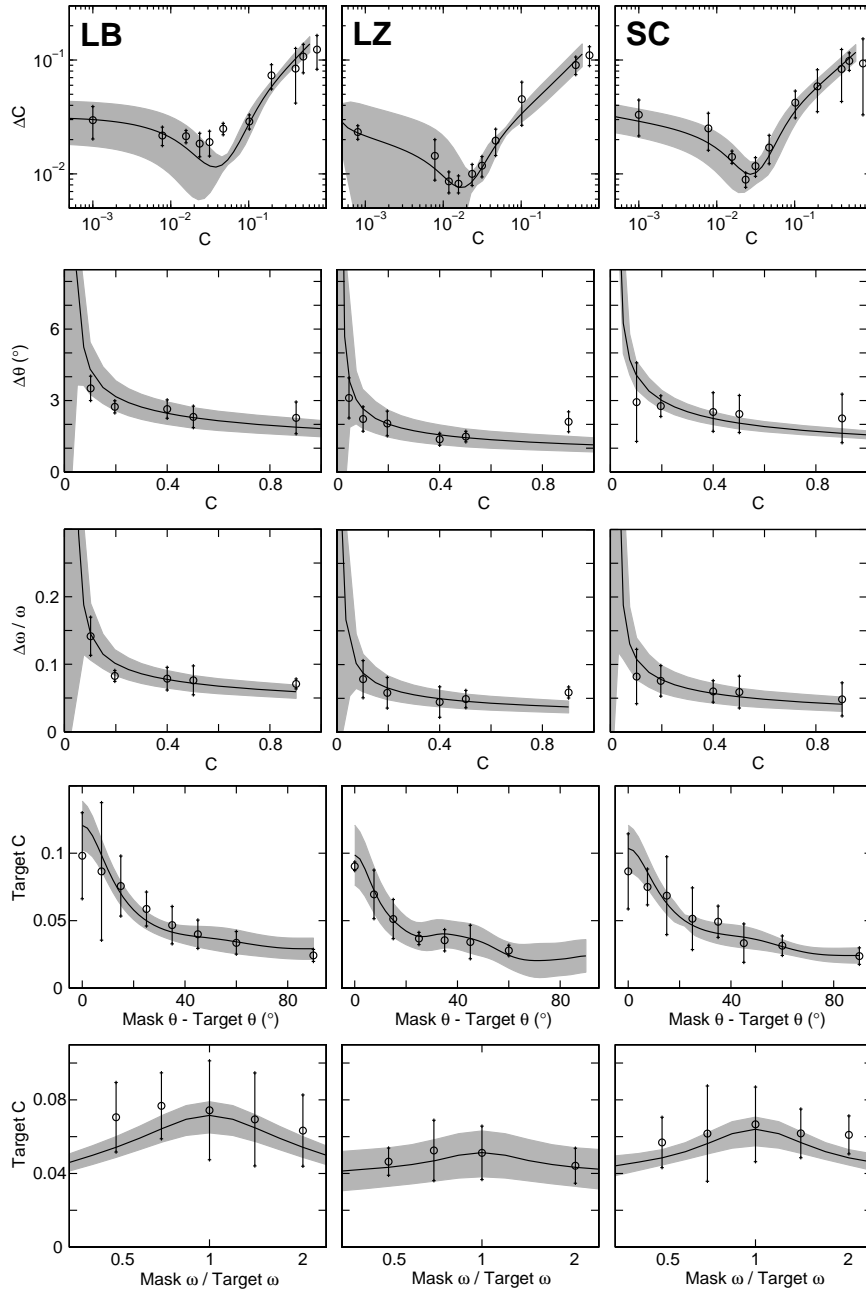 LB LZ SC
10⁻¹
10⁻²
ΔC
10⁻³ 10⁻² 10⁻¹ 10⁻³ 10⁻² 10⁻¹ 10⁻³ 10⁻² 10⁻¹
C C C
6
3
0
Δθ (°)
0 0.4 0.8 0 0.4 0.8 0 0.4 0.8
C C C
0.2
0.1
0
Δω / ω
0 0.4 0.8 0 0.4 0.8 0 0.4 0.8
C C C
0.1
0.05
0
Target C
0 40 80 0 40 80 0 40 80
Mask θ - Target θ (°) Mask θ - Target θ (°) Mask θ - Target θ (°)
0.08
0.04
0
Target C
0.5 1 2 0.5 1 2 0.5 1 2
Mask ω / Target ω Mask ω / Target ω Mask ω / Target ω